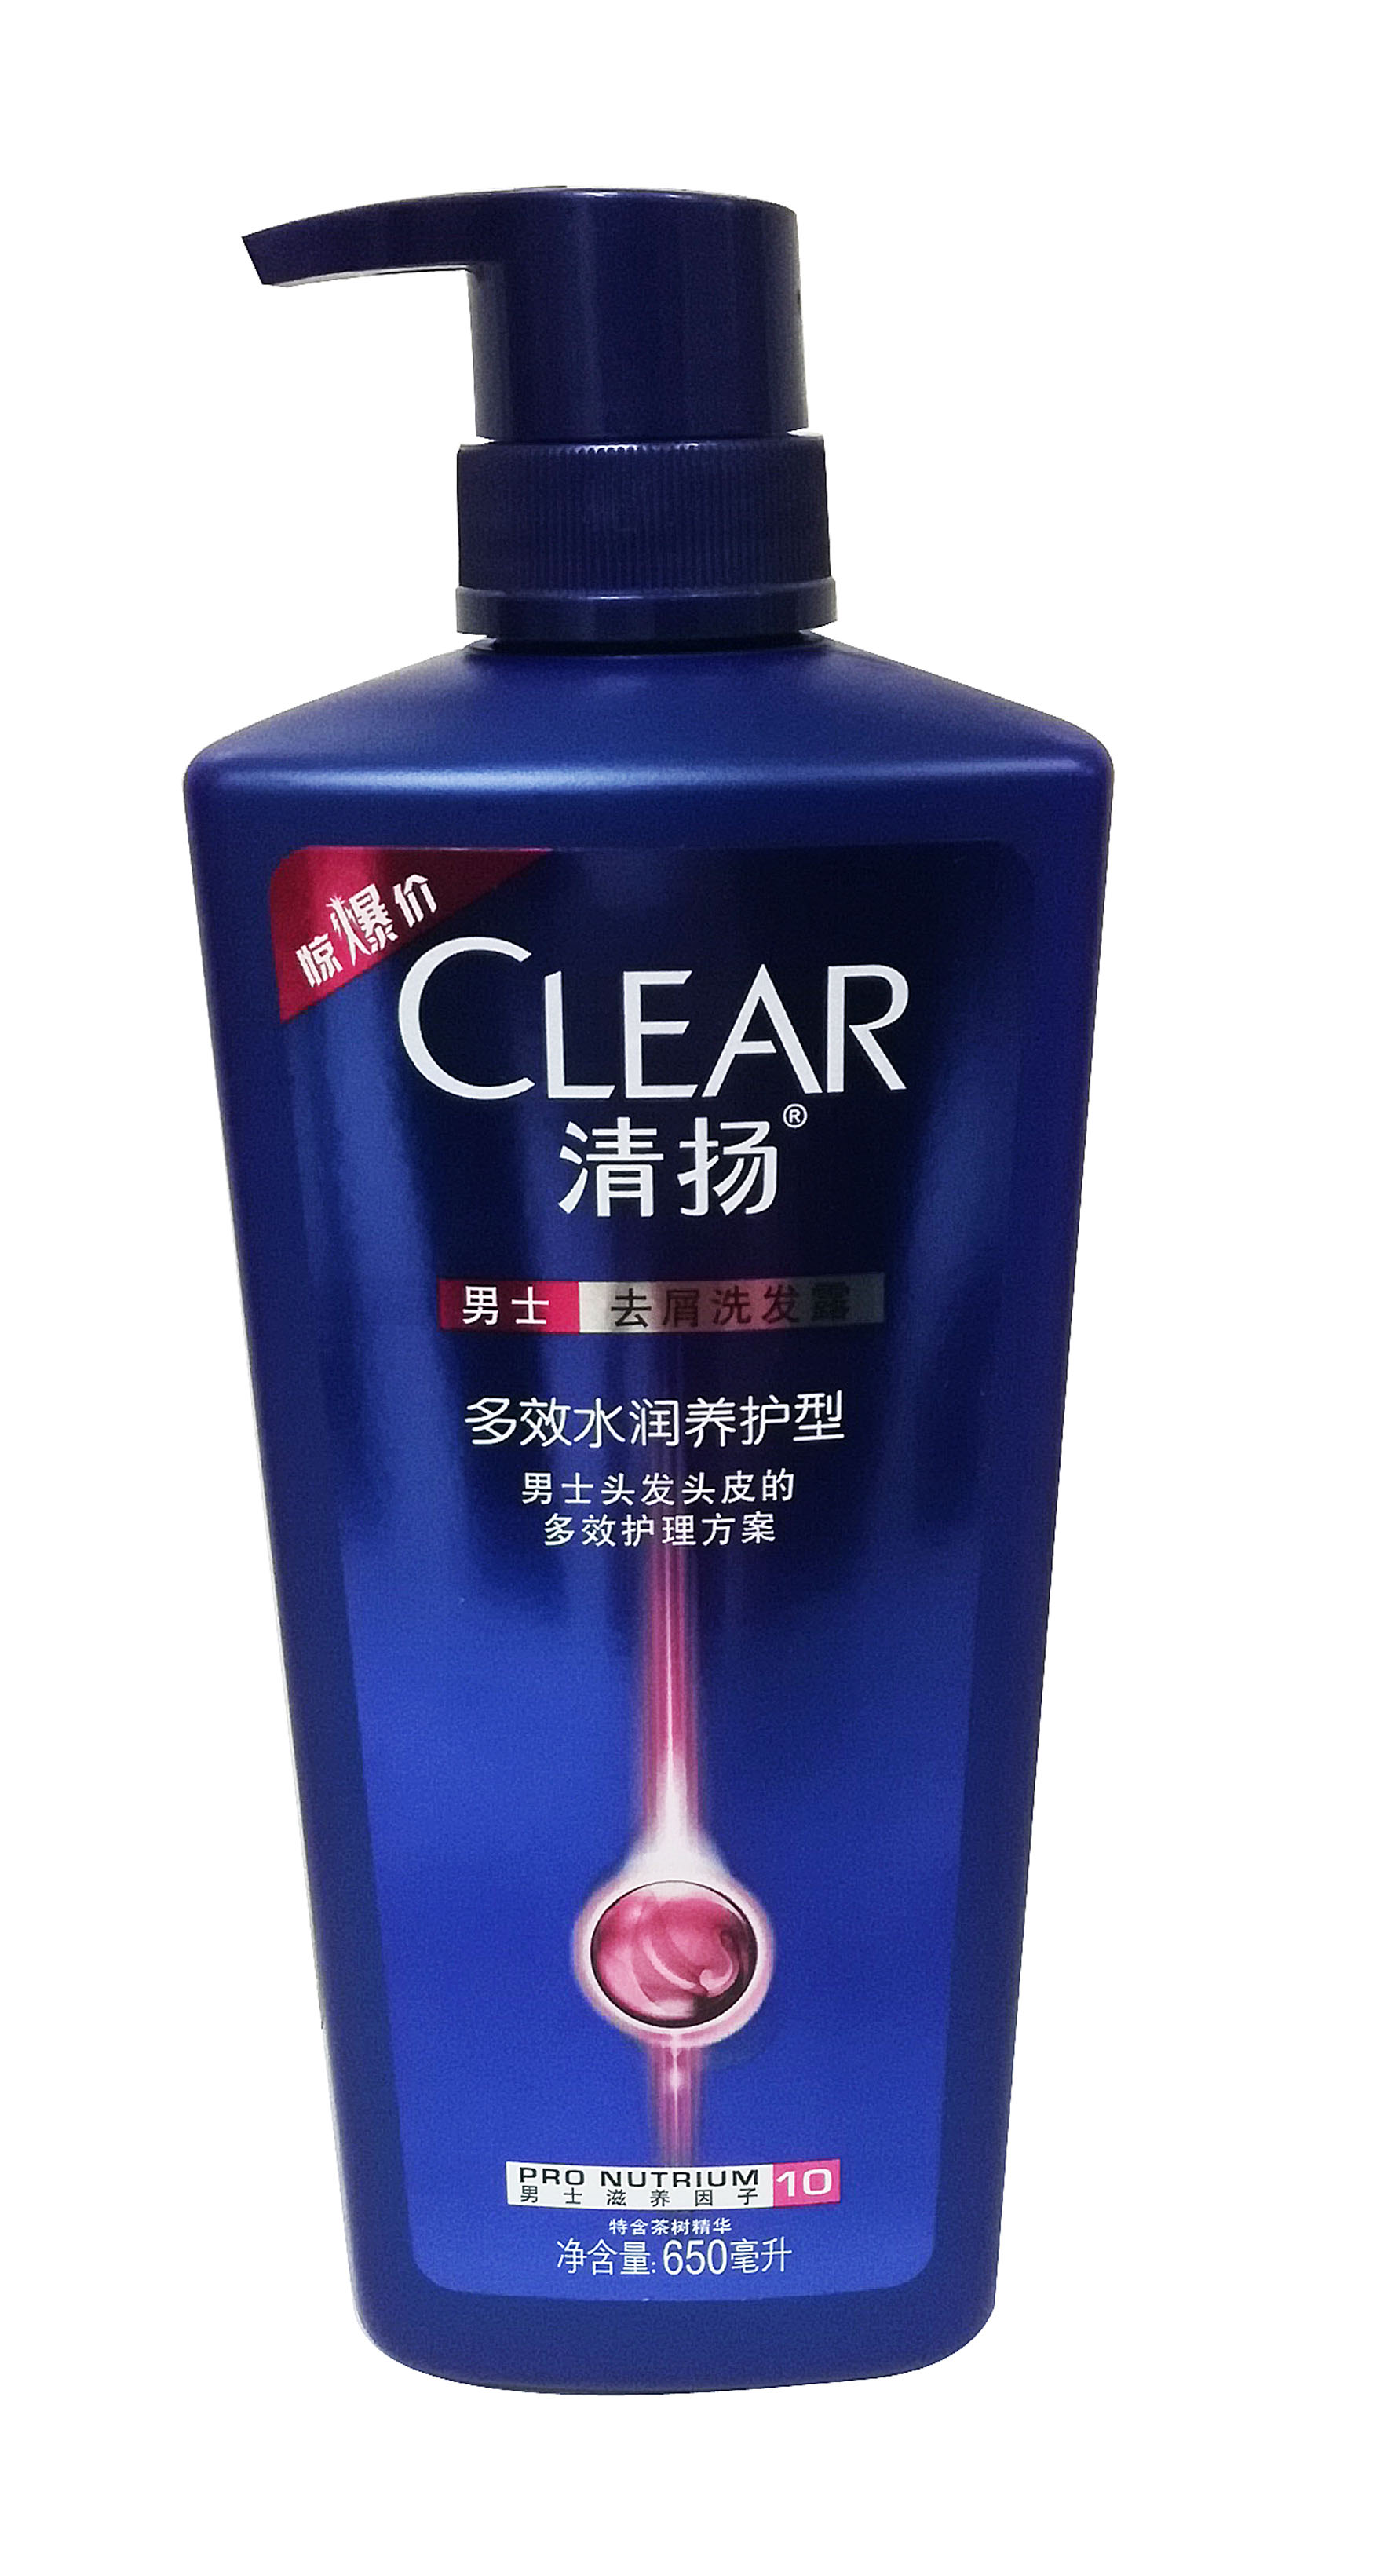 惊爆价
CLEAR
清扬®
男士 去屑洗发露
多效水润养护型
男士头发头皮的
多效护理方案
PRO NUTRIUM 10
男士滋养因子
特含茶树精华
净含量:650毫升